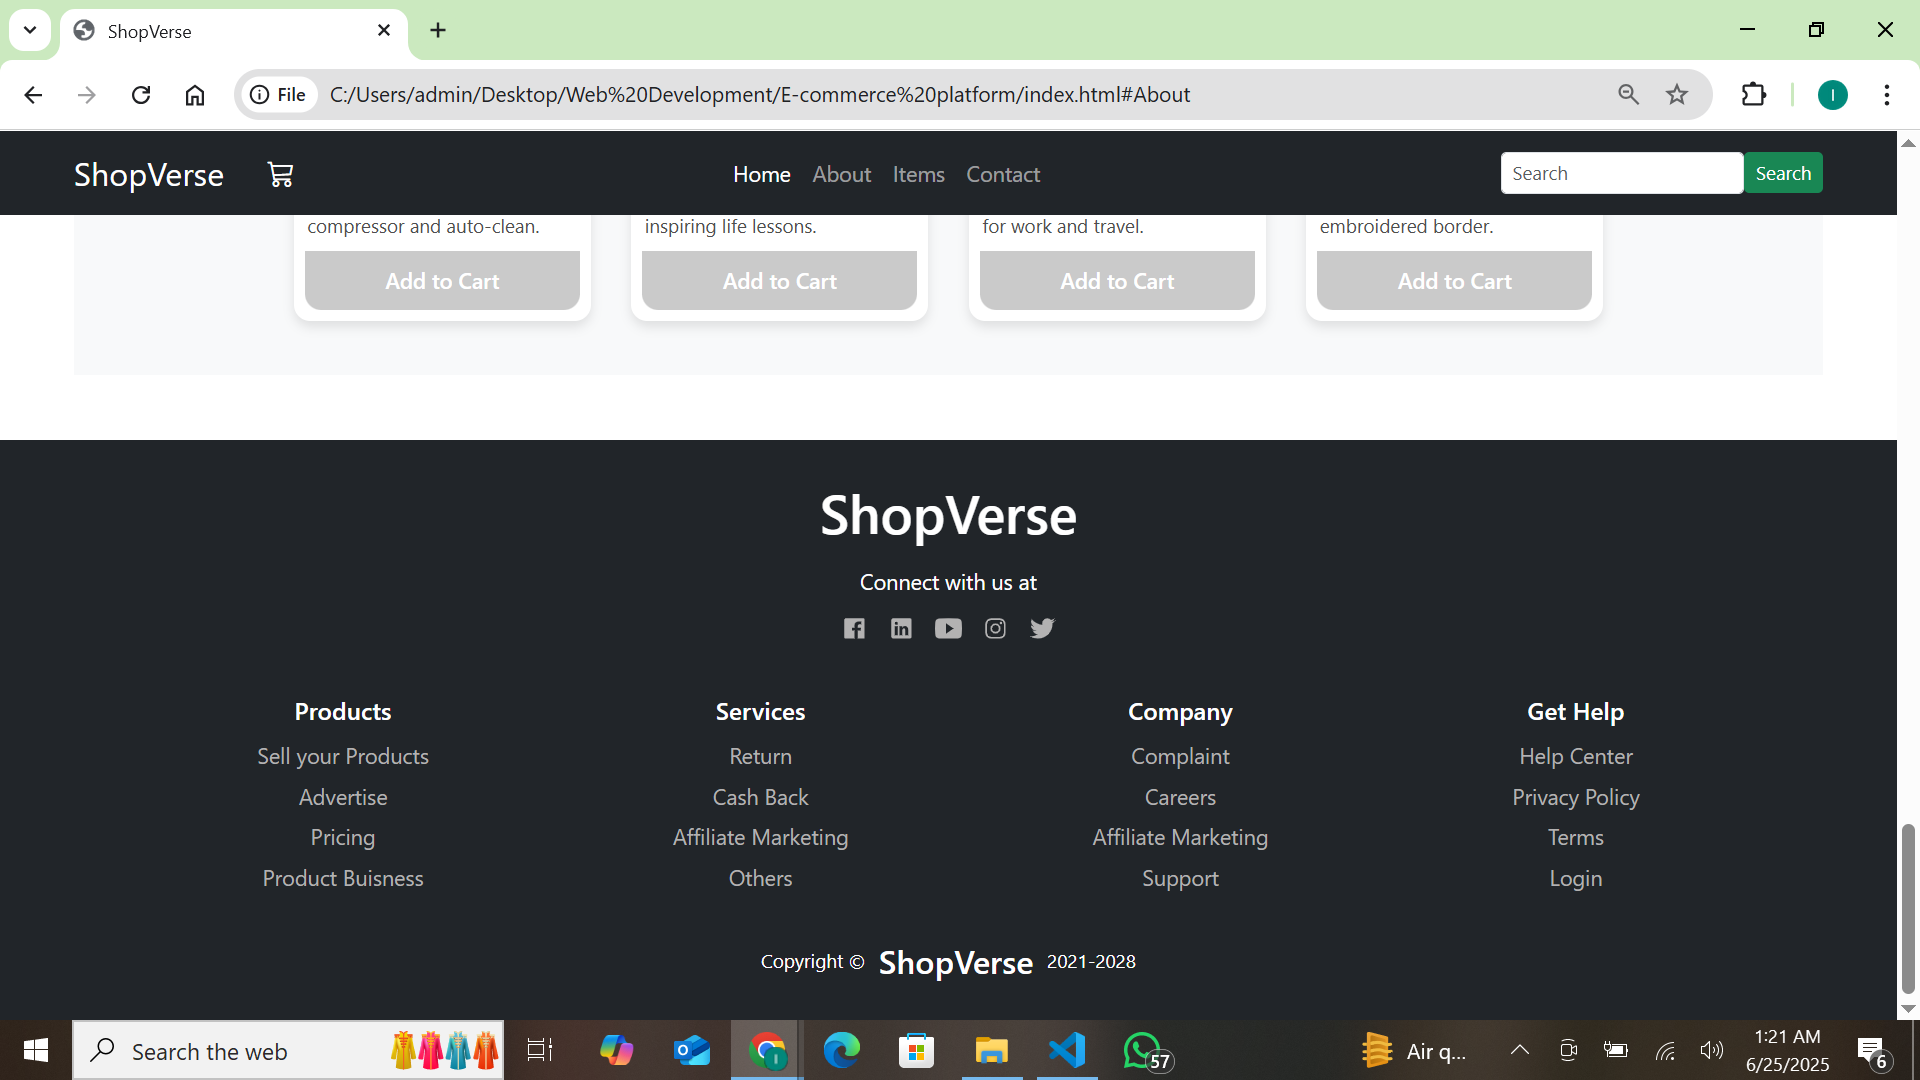 ShopVerse
File C:/Users/admin/Desktop/Web%20Development/E-commerce%20platform/index.html#About
I
ShopVerse Home About Items Contact Search Search
compressor and auto-clean. inspiring life lessons. for work and travel. embroidered border.
Add to Cart Add to Cart Add to Cart Add to Cart
ShopVerse
Connect with us at
Products Services Company Get Help
Sell your Products Return Complaint Help Center
Advertise Cash Back Careers Privacy Policy
Pricing Affiliate Marketing Affiliate Marketing Terms
Product Buisness Others Support Login
Copyright © ShopVerse 2021-2028
Search the web I 57 Air q... 1:21 AM 6
6/25/2025